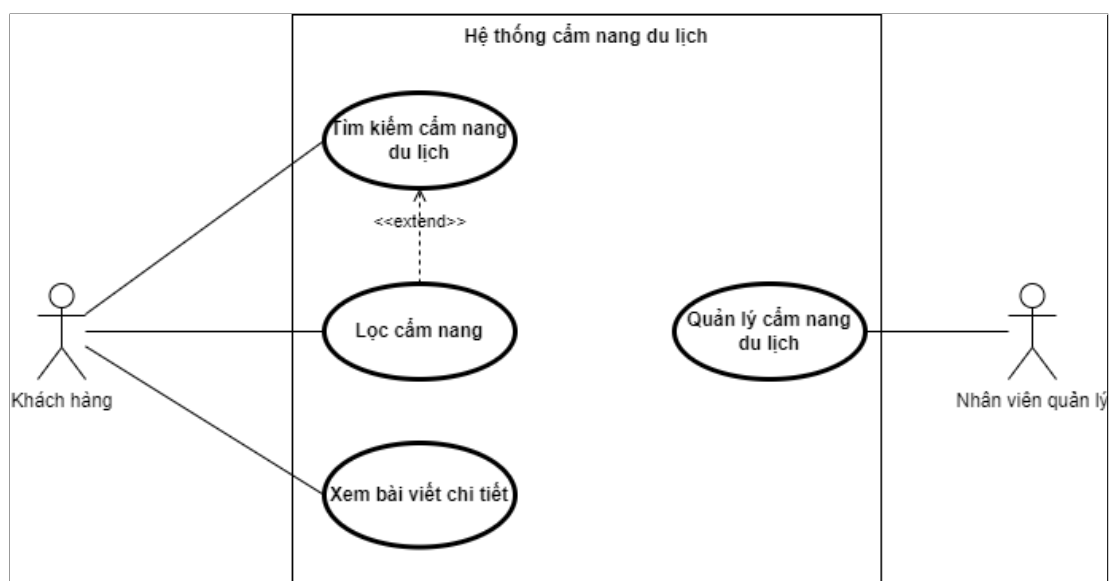 Hệ thống cẩm nang du lịch
Tìm kiếm cẩm nang
du lịch
<<extend>>
Lọc cẩm nang
Quản lý cẩm nang
du lịch
Khách hàng
Nhân viên quản lý
Xem bài viết chi tiết